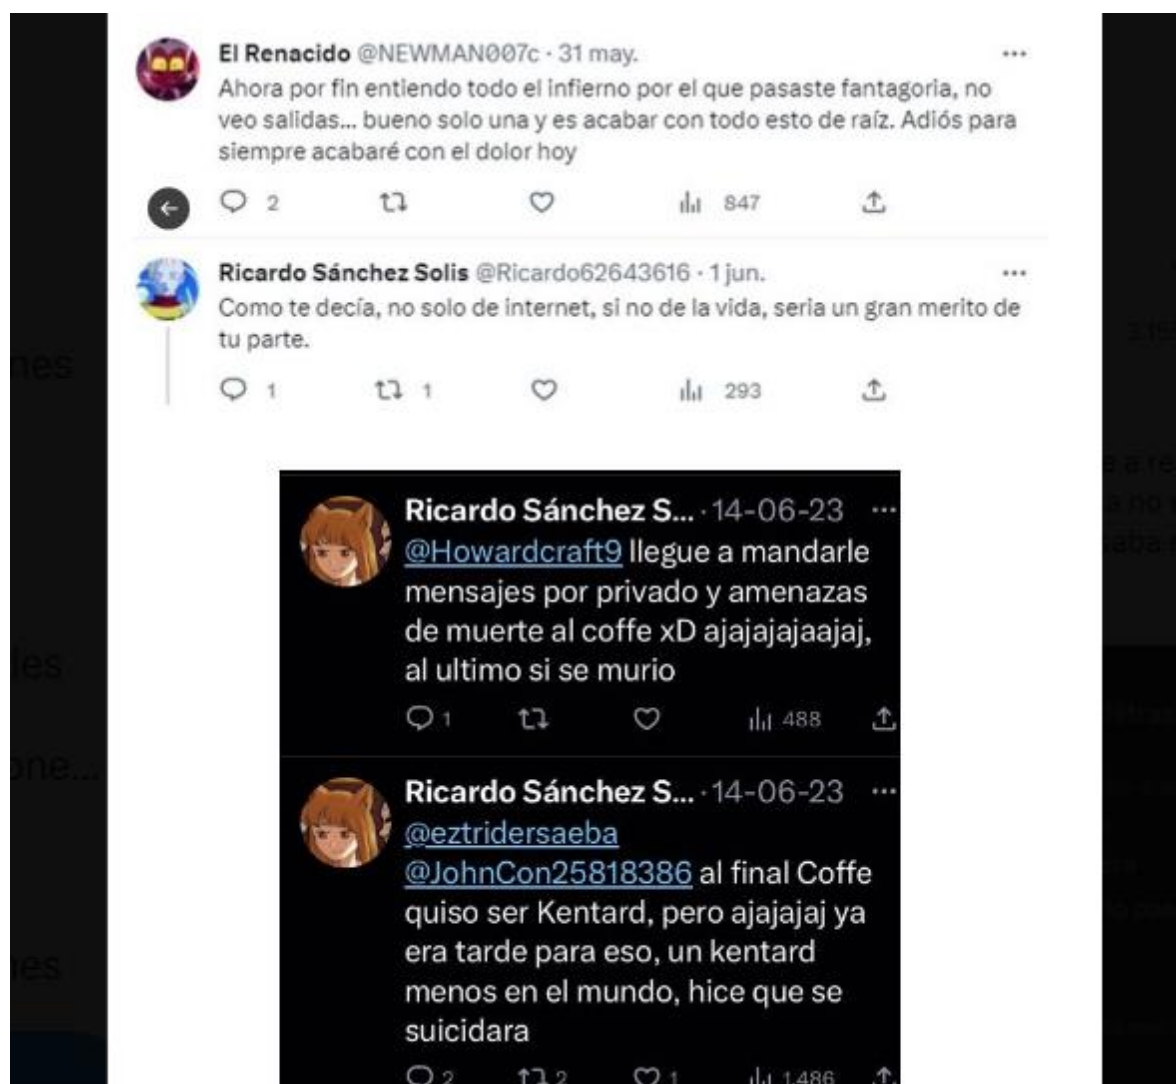 El Renacido @NEWMAN007c · 31 may.
Ahora por fin entiendo todo el infierno por el que pasaste fantagoria, no
veo salidas... bueno solo una y es acabar con todo esto de raíz. Adiós para
siempre acabaré con el dolor hoy
2 847
Ricardo Sánchez Solis @Ricardo62643616 · 1 jun.
Como te decía, no solo de internet, si no de la vida, seria un gran merito de
tu parte.
1 1 293
Ricardo Sánchez S... · 14-06-23
@Howardcraft9 llegue a mandarle
mensajes por privado y amenazas
de muerte al coffe xD ajajajajaajaj,
al ultimo si se murio
1 488
Ricardo Sánchez S... · 14-06-23
@eztridersaeba
@JohnCon25818386 al final Coffe
quiso ser Kentard, pero ajajajaj ya
era tarde para eso, un kentard
menos en el mundo, hice que se
suicidara
2 2 1 1.486